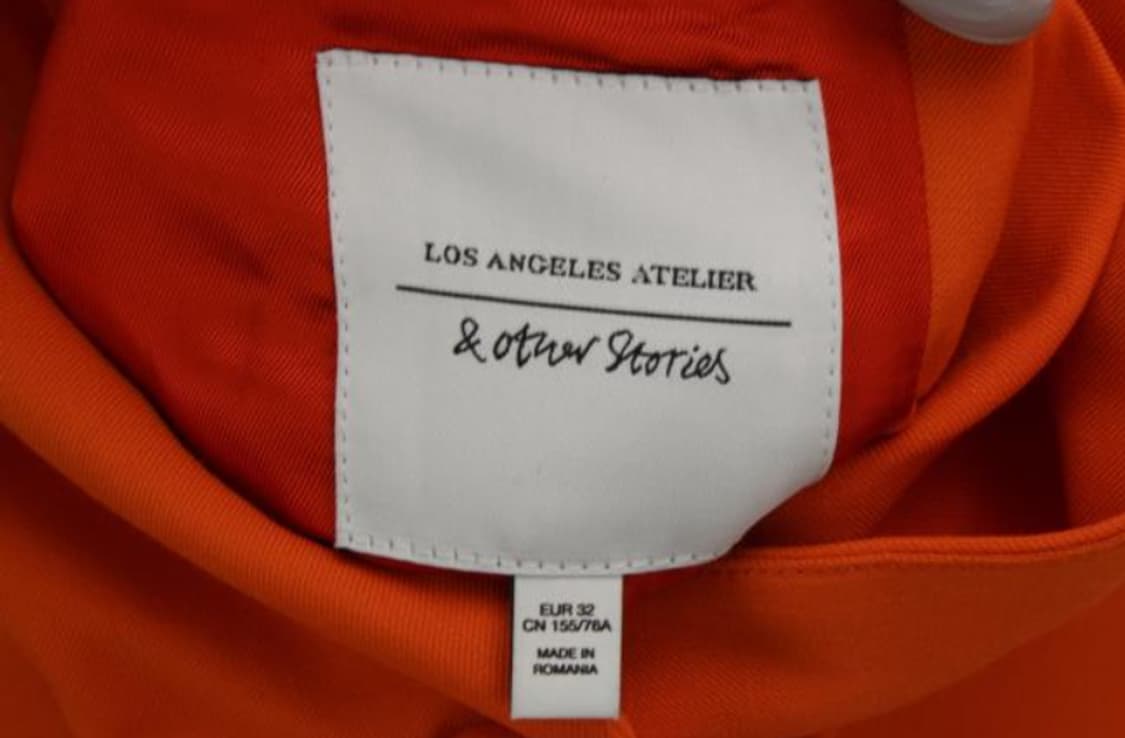 LOS ANGELES ATELIER
& other Stories
EUR 32
CN 155/76A
MADE IN
ROMANIA